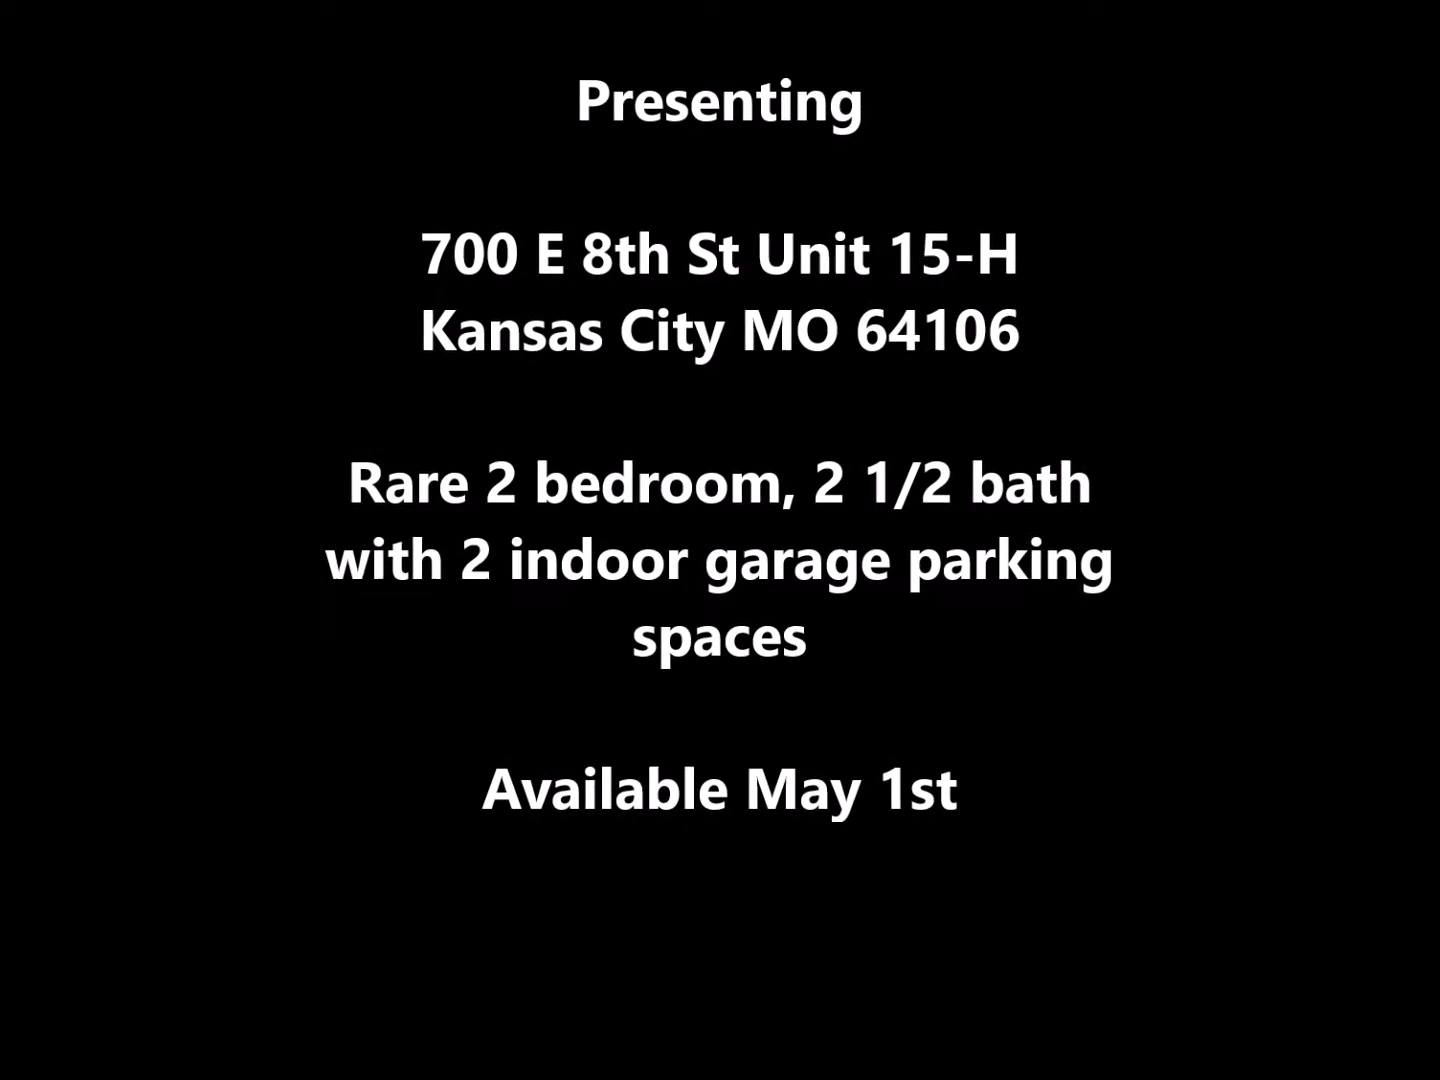 Presenting
700 E 8th St Unit 15-H
Kansas City MO 64106
Rare 2 bedroom, 2 1/2 bath
with 2 indoor garage parking
spaces
Available May 1st